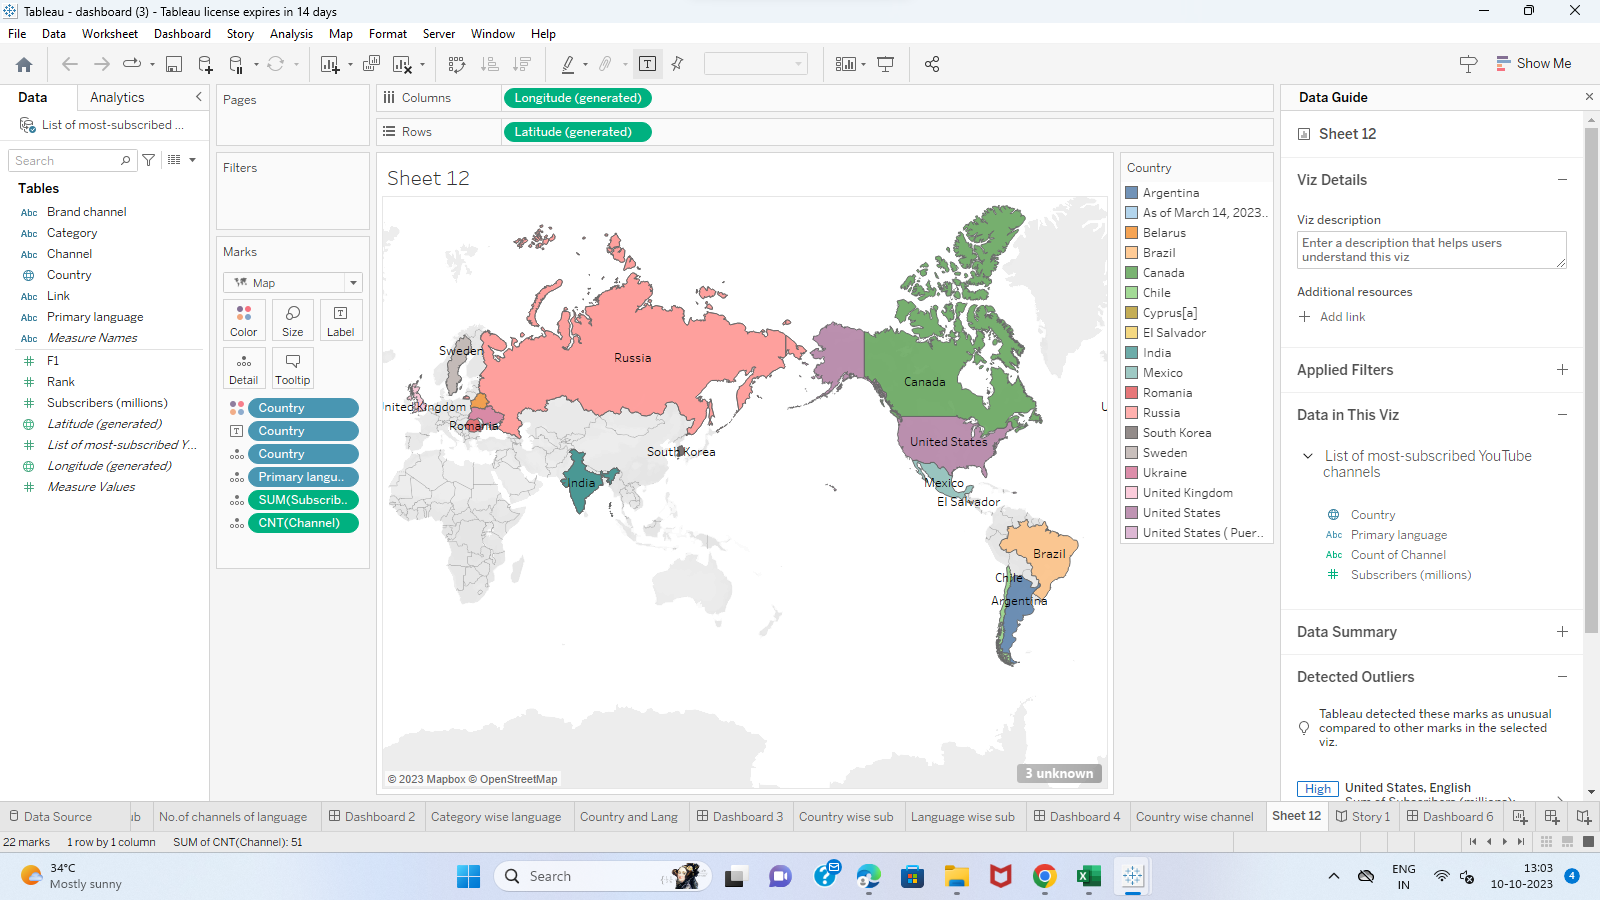 Tableau - dashboard (3) - Tableau license expires in 14 days
File Data Worksheet Dashboard Story Analysis Map Format Server Window Help
Show Me
Data Analytics
List of most-subscribed ...
Search
Tables
Abc Brand channel
Abc Category
Abc Channel
Country
Abc Link
Abc Primary language
Abc Measure Names
F1
Rank
Subscribers (millions)
Latitude (generated)
List of most-subscribed Y...
Longitude (generated)
Measure Values
Pages
Filters
Marks
Map
Color Size Label
Detail Tooltip
Country
Country
Country
Primary langu..
SUM(Subscrib..
CNT(Channel)
Columns Longitude (generated)
Rows Latitude (generated)
Sheet 12
Russia
Sweden
Canada
United Kingdom
Romania
South Korea
United States
India
Mexico
El Salvador
Brazil
Chile
Argentina
© 2023 Mapbox © OpenStreetMap
3 unknown
Country
Argentina
As of March 14, 2023..
Belarus
Brazil
Canada
Chile
Cyprus[a]
El Salvador
India
Mexico
Romania
Russia
South Korea
Sweden
Ukraine
United Kingdom
United States
United States ( Puer..
Data Guide
Sheet 12
Viz Details
Viz description
Enter a description that helps users
understand this viz
Additional resources
Add link
Applied Filters
Data in This Viz
List of most-subscribed YouTube
channels
Country
Abc Primary language
Abc Count of Channel
Subscribers (millions)
Data Summary
Detected Outliers
Tableau detected these marks as unusual
compared to other marks in the selected
viz.
High United States, English
Sum of Subscribers (millions):
Data Source ub No.of channels of language Dashboard 2 Category wise language Country and Lang Dashboard 3 Country wise sub Language wise sub Dashboard 4 Country wise channel Sheet 12 Story 1 Dashboard 6
22 marks 1 row by 1 column SUM of CNT(Channel): 51
34°C
Mostly sunny
Search
ENG
IN
13:03
10-10-2023
4